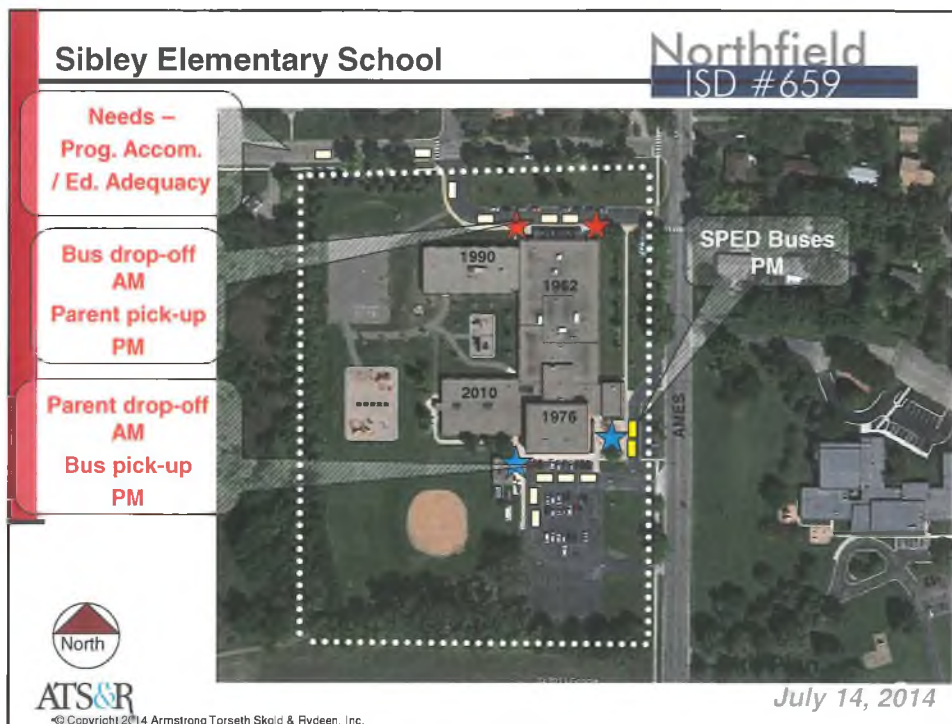 Sibley Elementary School
Northfield
ISD #659
Needs –
Prog. Accom.
/ Ed. Adequacy
Bus drop-off
AM
Parent pick-up
PM
Parent drop-off
AM
Bus pick-up
PM
SPED Buses
PM
1990
1962
2010
1976
AMES
North
ATS&R
•© Copyright 2014 Armstrong Torseth Skold & Rydeen, Inc.
July 14, 2014